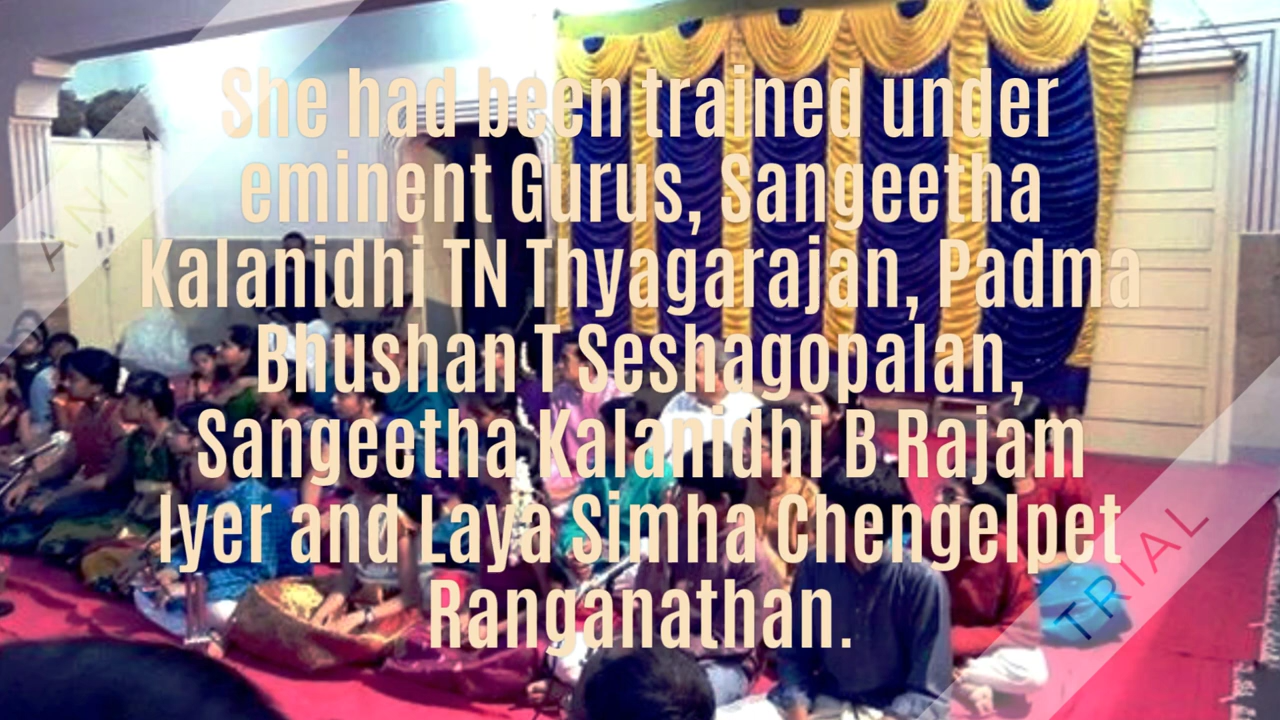 She had been trained under
eminent Gurus, Sangeetha
Kalanidhi TN Thyagarajan, Padma
Bhushan T Seshagopalan,
Sangeetha Kalanidhi B Rajam
Iyer and Laya Simha Chengelpet
Ranganathan.
ANIM
TRIAL